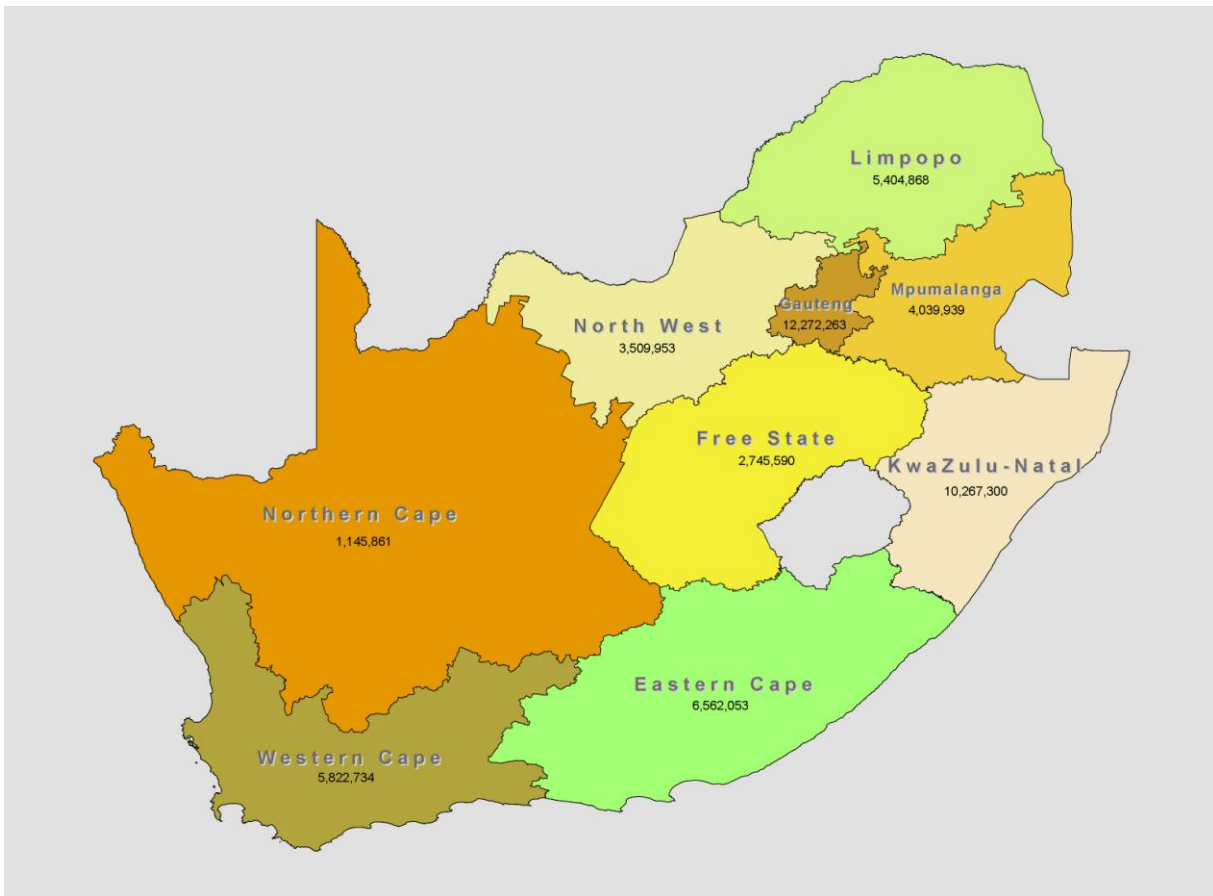 Limpopo
5,404,868
Mpumalanga
4,039,939
Gauteng
12,272,263
North West
3,509,953
Free State
2,745,590
KwaZulu-Natal
10,267,300
Northern Cape
1,145,861
Eastern Cape
6,562,053
Western Cape
5,822,734